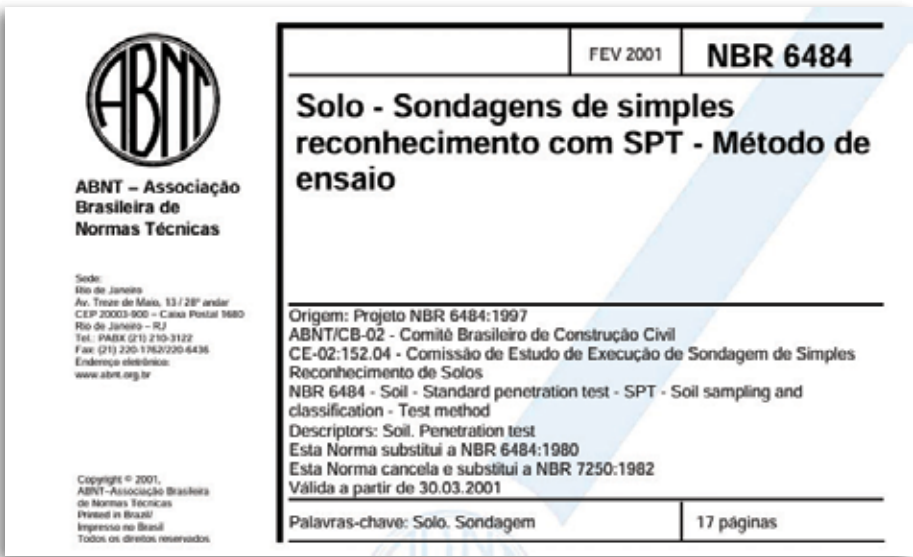 ABNT
ABNT – Associação
Brasileira de
Normas Técnicas
Sede:
Rio de Janeiro
Av. Treze de Maio, 13 / 28º andar
CEP 20003-900 – Caixa Postal 1680
Rio de Janeiro – RJ
Tel.: PABX (21) 210-3122
Fax: (21) 220-1762/220-6436
Endereço eletrônico:
www.abnt.org.br
Copyright © 2001,
ABNT–Associação Brasileira
de Normas Técnicas
Printed in Brazil/
Impresso no Brasil
Todos os direitos reservados
FEV 2001
NBR 6484
Solo - Sondagens de simples
reconhecimento com SPT - Método de
ensaio
Origem: Projeto NBR 6484:1997
ABNT/CB-02 - Comitê Brasileiro de Construção Civil
CE-02:152.04 - Comissão de Estudo de Execução de Sondagem de Simples
Reconhecimento de Solos
NBR 6484 - Soil - Standard penetration test - SPT - Soil sampling and
classification - Test method
Descriptors: Soil. Penetration test
Esta Norma substitui a NBR 6484:1980
Esta Norma cancela e substitui a NBR 7250:1982
Válida a partir de 30.03.2001
Palavras-chave: Solo. Sondagem
17 páginas